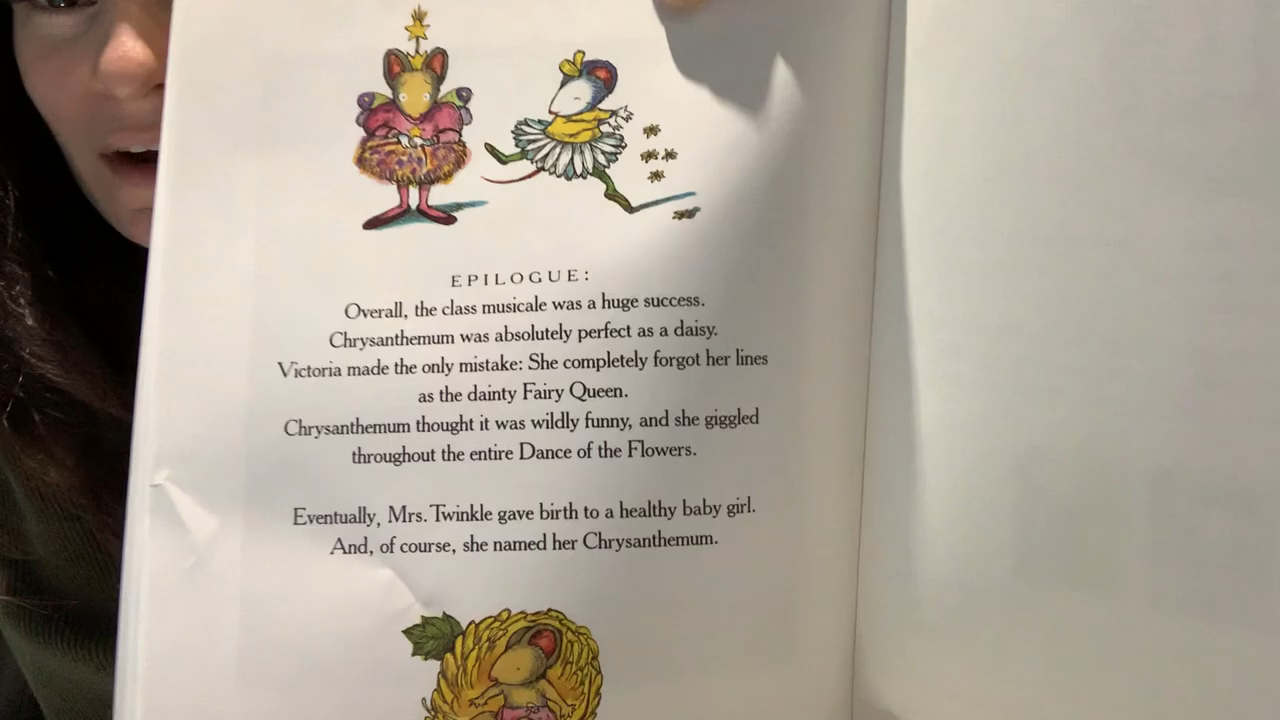 EPILOGUE:
Overall, the class musicale was a huge success.
Chrysanthemum was absolutely perfect as a daisy.
Victoria made the only mistake: She completely forgot her lines
as the dainty Fairy Queen.
Chrysanthemum thought it was wildly funny, and she giggled
throughout the entire Dance of the Flowers.
Eventually, Mrs. Twinkle gave birth to a healthy baby girl.
And, of course, she named her Chrysanthemum.